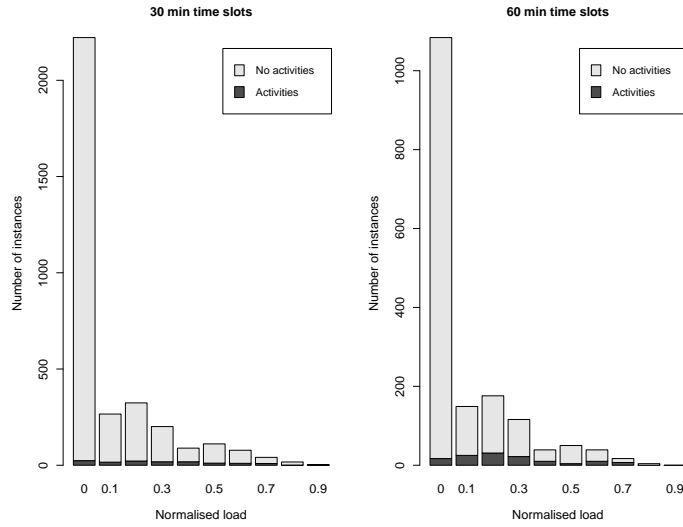 30 min time slots
No activities
Activities
Number of instances
2000
1500
1000
500
0
0 0.1 0.3 0.5 0.7 0.9
Normalised load
60 min time slots
No activities
Activities
Number of instances
1000
800
600
400
200
0
0 0.1 0.3 0.5 0.7 0.9
Normalised load